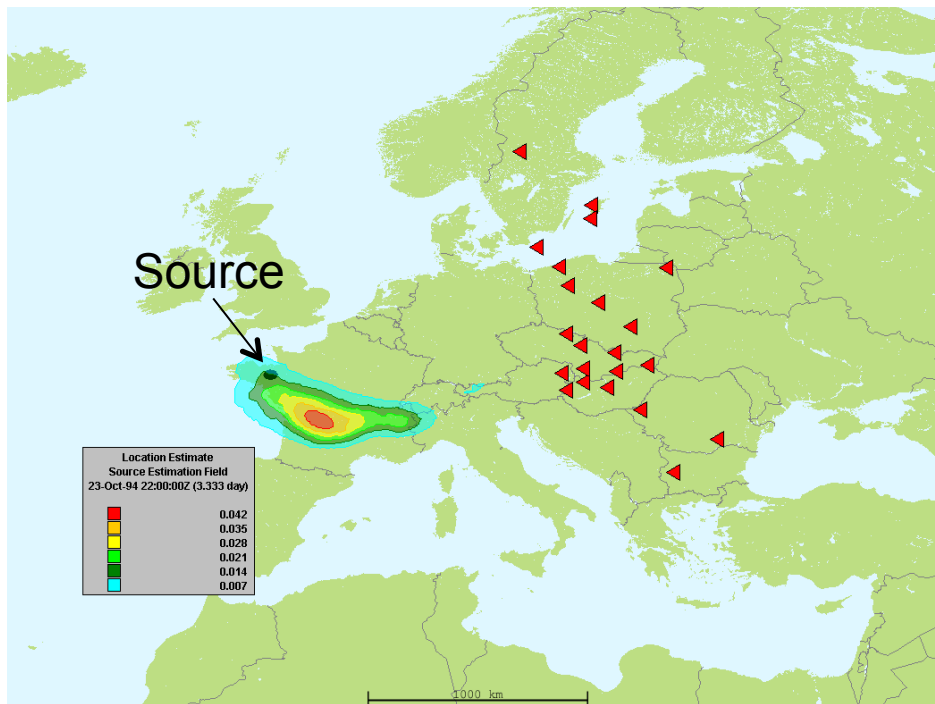 Source
Location Estimate
Source Estimation Field
23-Oct-94 22:00:00Z (3.333 day)
0.042
0.035
0.028
0.021
0.014
0.007
1000 km